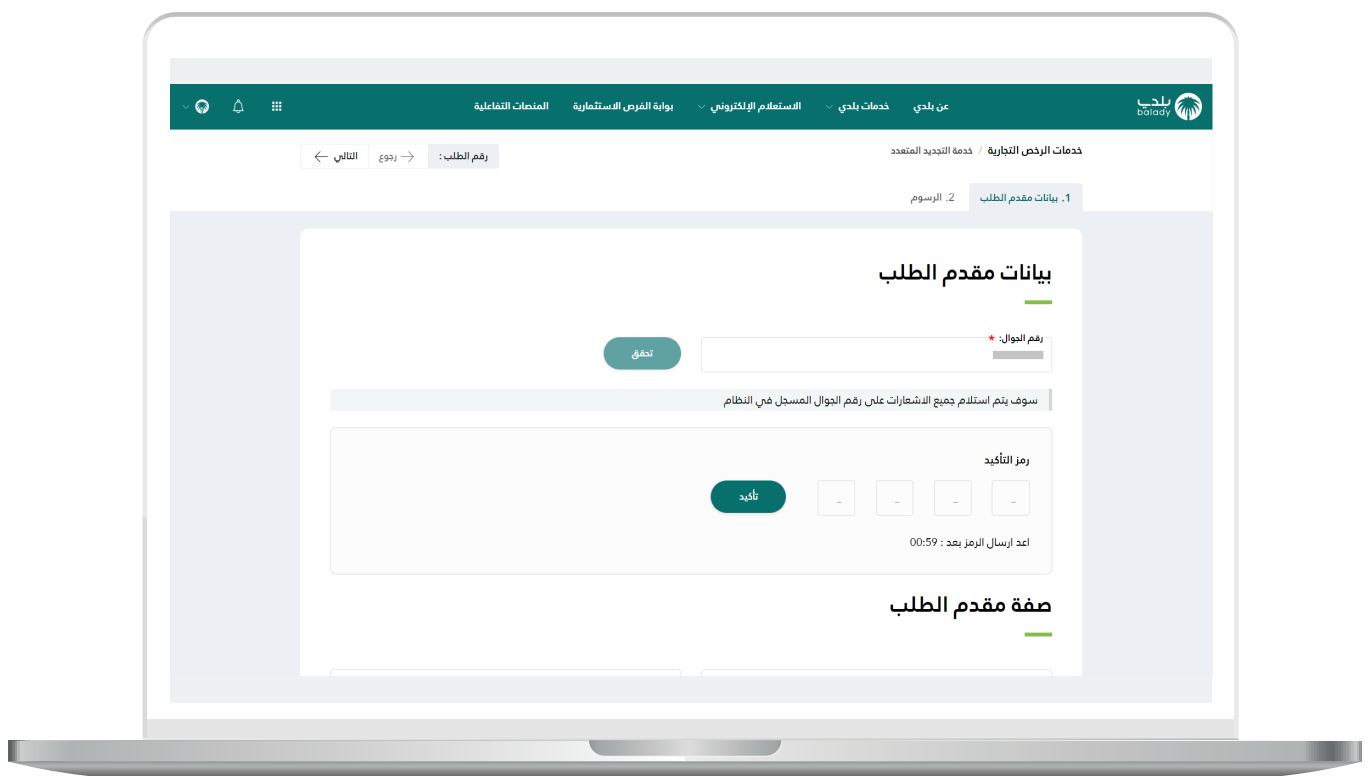 بلدي
balady
عن بلدي
خدمات بلدي
الاستعلام الإلكتروني
بوابة الفرص الاستثمارية
المنصات التفاعلية
خدمات الرخص التجارية / خدمة التجديد المتعدد
رقم الطلب :
رجوع
التالي
1. بيانات مقدم الطلب
2. الرسوم
بيانات مقدم الطلب
رقم الجوال: *
تحقق
سوف يتم استلام جميع الاشعارات على رقم الجوال المسجل في النظام
رمز التأكيد
تأكيد
اعد ارسال الرمز بعد : 00:59
صفة مقدم الطلب